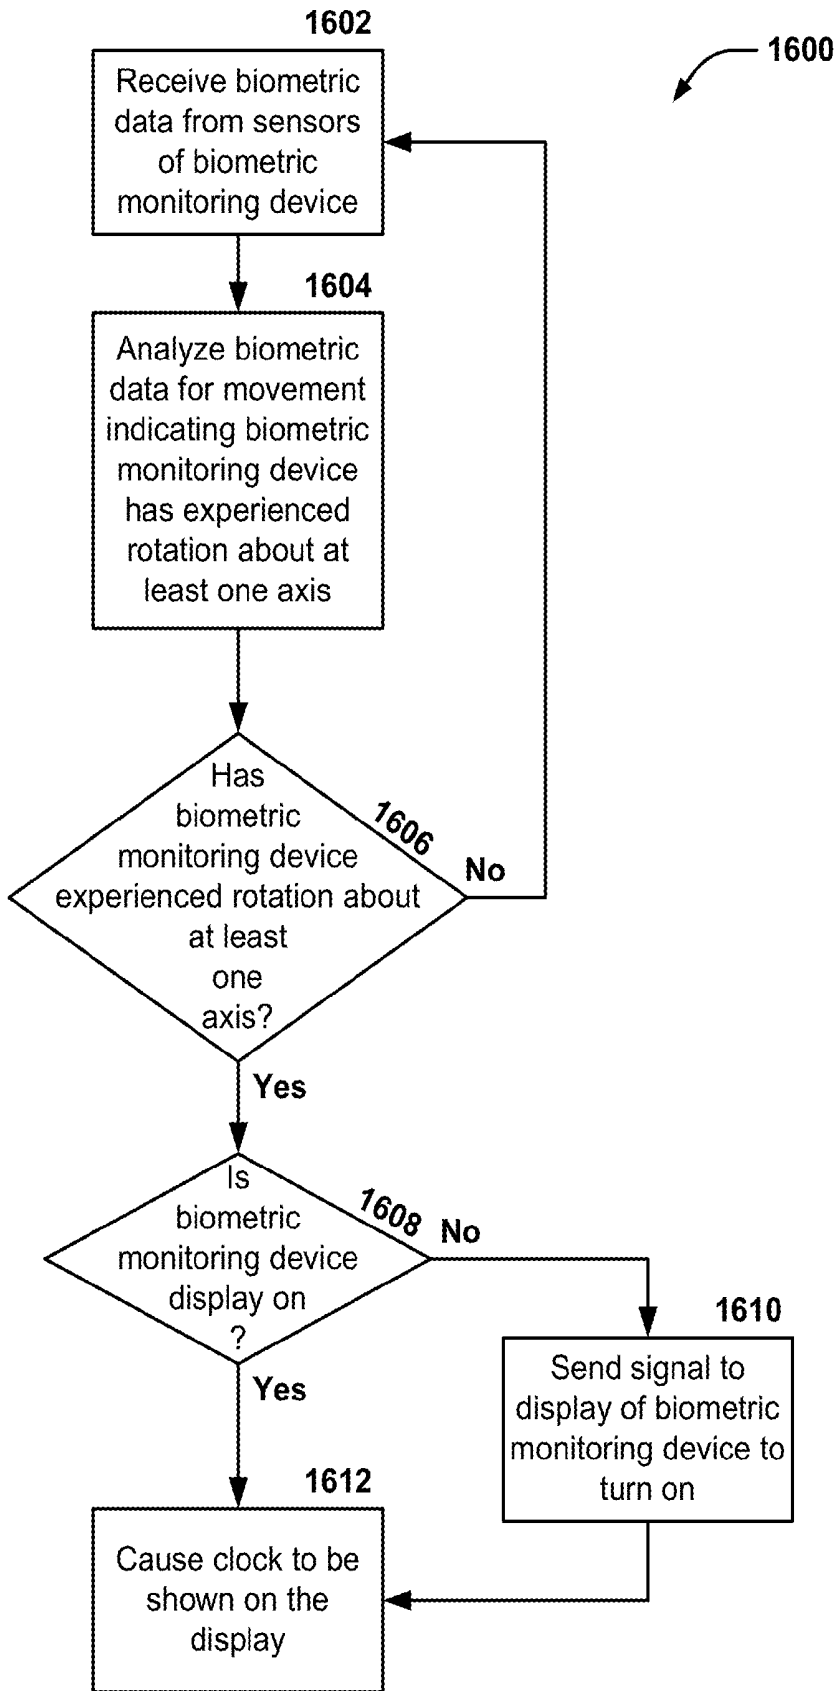 1602
1600
Receive biometric
data from sensors
of biometric
monitoring device
1604
Analyze biometric
data for movement
indicating biometric
monitoring device
has experienced
rotation about at
least one axis
Has
biometric
monitoring device
experienced rotation about
at least
one
axis?
1606
No
Yes
Is
biometric
monitoring device
display on
?
1608
No
Yes
1610
Send signal to
display of biometric
monitoring device to
turn on
1612
Cause clock to be
shown on the
display